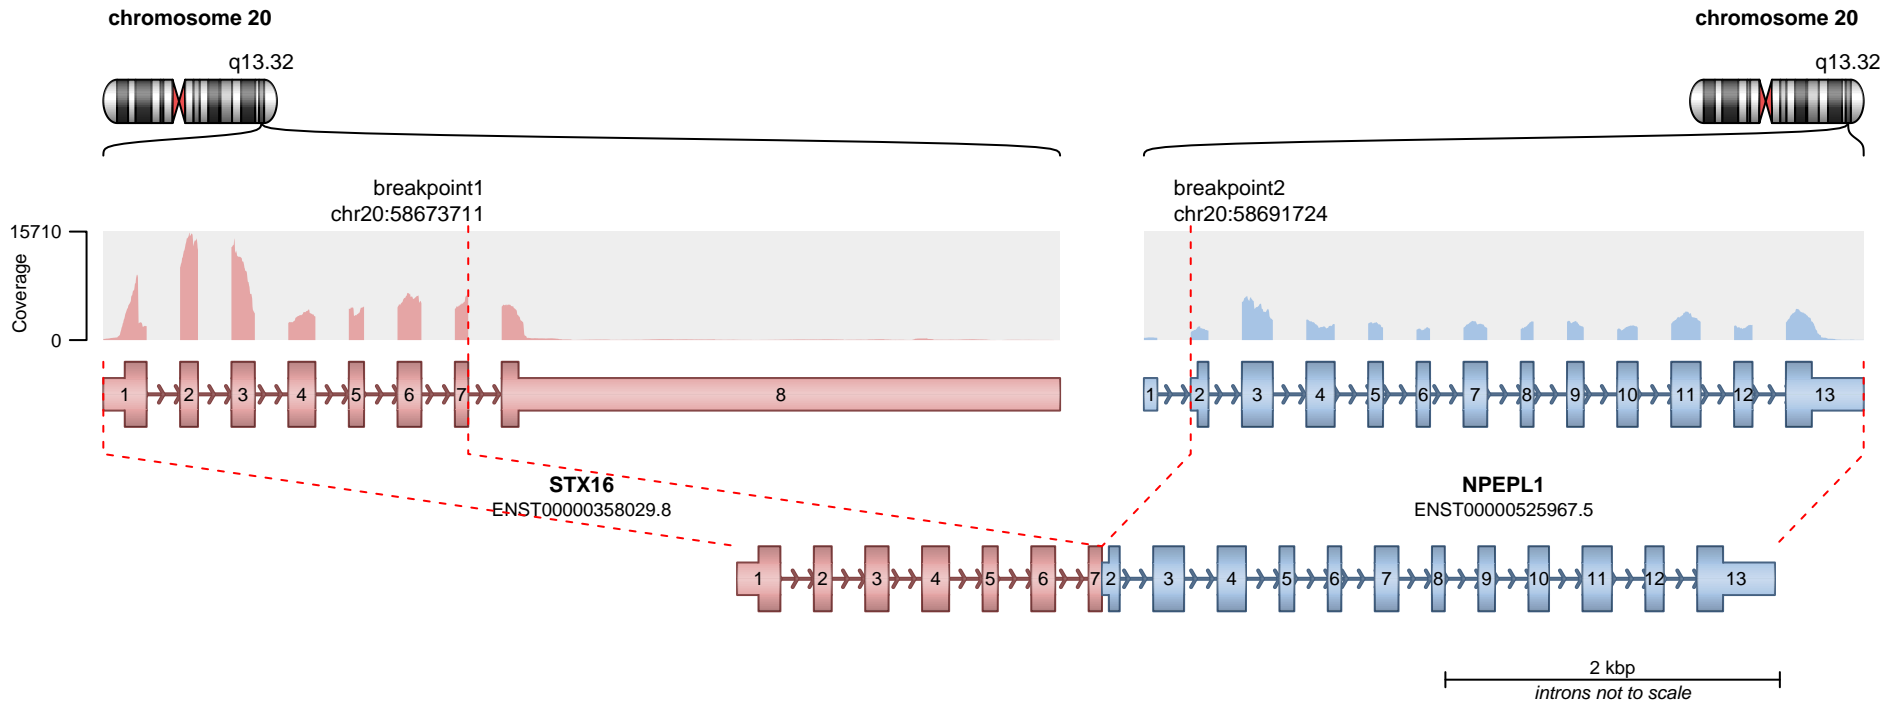 chromosome 20
chromosome 20
q13.32
q13.32
breakpoint1
chr20:58673711
breakpoint2
chr20:58691724
15710
Coverage
0
1 2 3 4 5 6 7 8
1 2 3 4 5 6 7 8 9 10 11 12 13
STX16
ENST00000358029.8
NPEPL1
ENST00000525967.5
1 2 3 4 5 6 7 2 3 4 5 6 7 8 9 10 11 12 13
2 kbp
introns not to scale